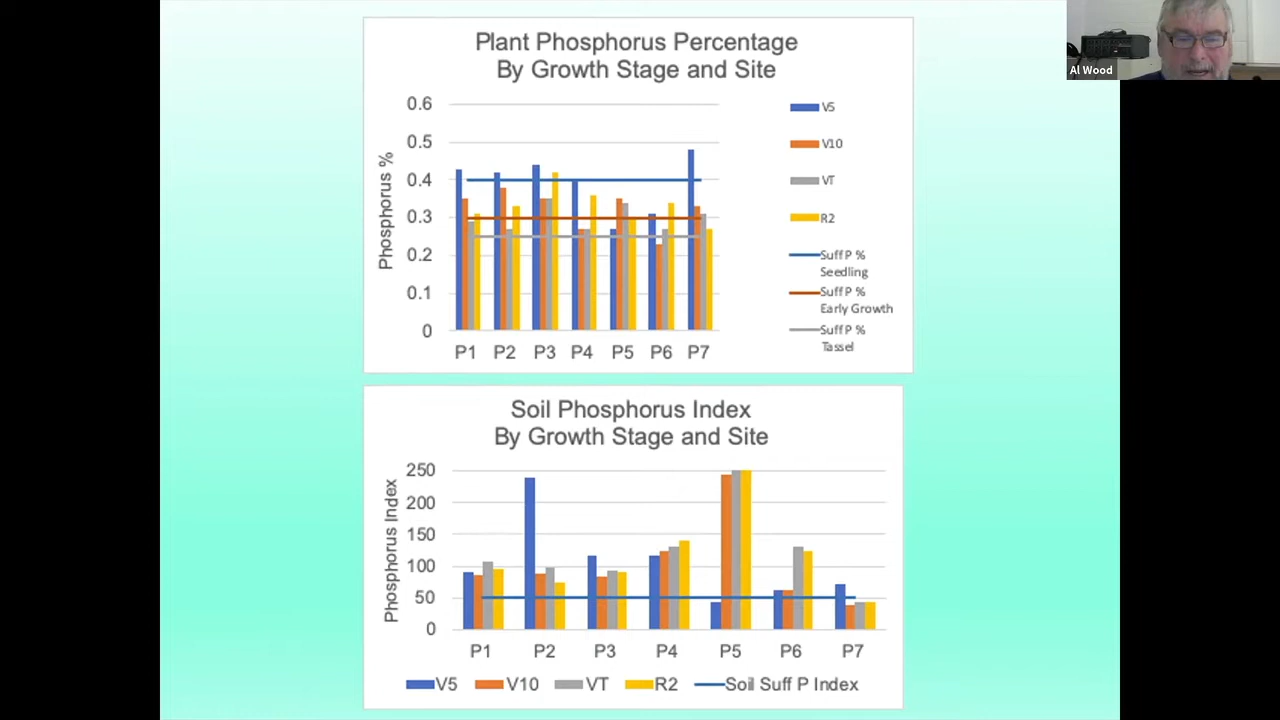 Plant Phosphorus Percentage
By Growth Stage and Site
Phosphorus %
0.6
0.5
0.4
0.3
0.2
0.1
0
P1 P2 P3 P4 P5 P6 P7
V5
V10
VT
R2
Suff P %
Seedling
Suff P %
Early Growth
Suff P %
Tassel
Al Wood
Soil Phosphorus Index
By Growth Stage and Site
Phosphorus Index
250
200
150
100
50
0
P1 P2 P3 P4 P5 P6 P7
V5 V10 VT R2 Soil Suff P Index